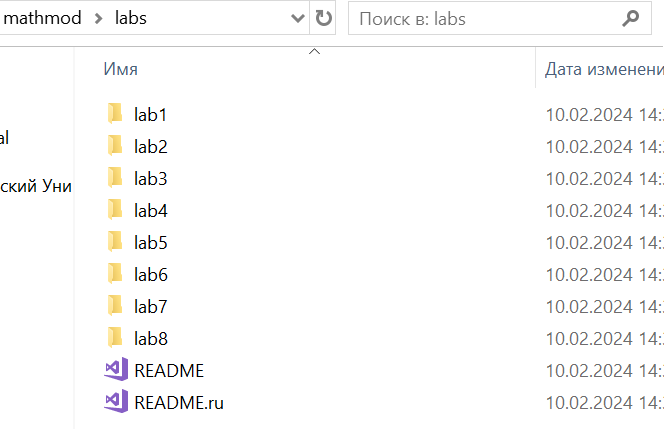 mathmod labs
Поиск в: labs
Имя
Дата изменени
lab1 10.02.2024 14:
lab2 10.02.2024 14:
lab3 10.02.2024 14:
lab4 10.02.2024 14:
lab5 10.02.2024 14:
lab6 10.02.2024 14:
lab7 10.02.2024 14:
lab8 10.02.2024 14:
README 10.02.2024 14:
README.ru 10.02.2024 14:
al
ский Уни